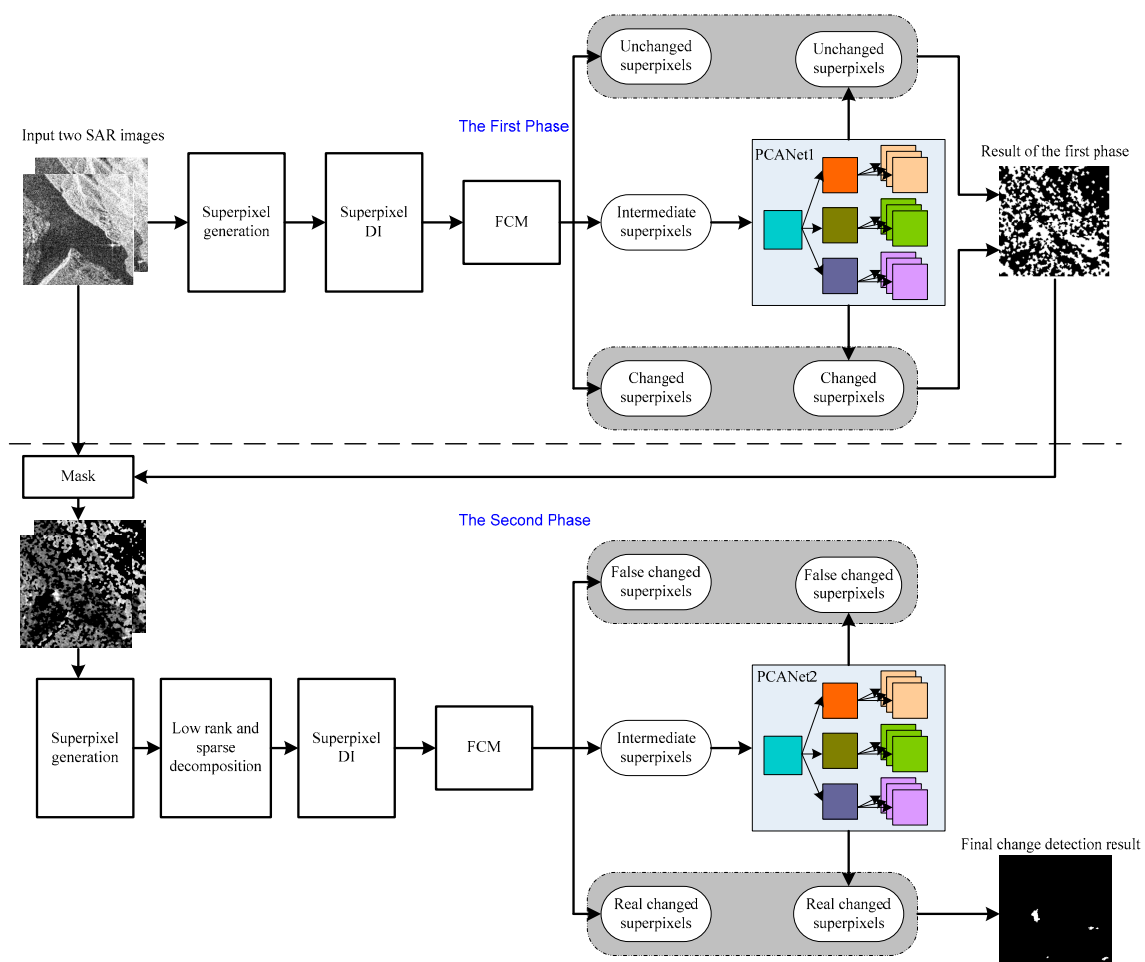 Unchanged
superpixels
Unchanged
superpixels
The First Phase
Input two SAR images
PCANet1
Result of the first phase
Superpixel
generation
Superpixel
DI
FCM
Intermediate
superpixels
Changed
superpixels
Changed
superpixels
Mask
The Second Phase
False changed
superpixels
False changed
superpixels
PCANet2
Superpixel
generation
Low rank and
sparse
decomposition
Superpixel
DI
FCM
Intermediate
superpixels
Final change detection result
Real changed
superpixels
Real changed
superpixels